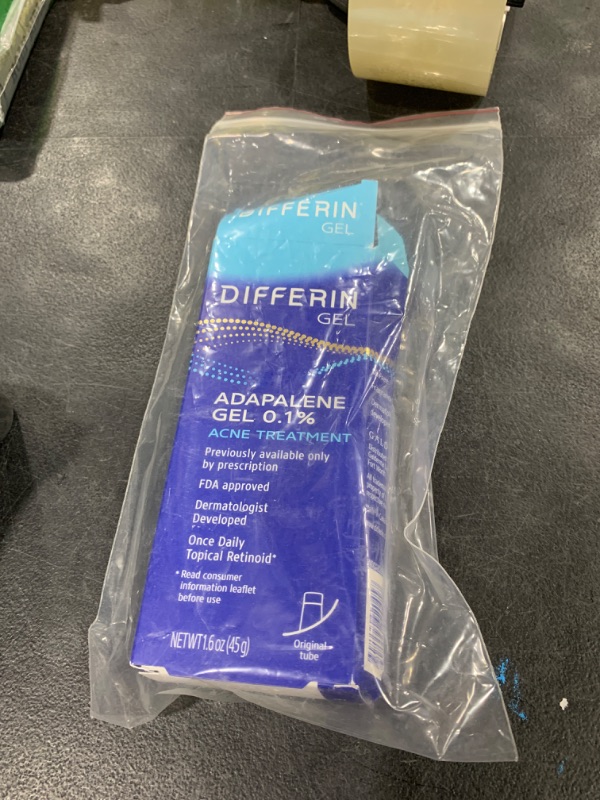 DIFFERIN
GEL
DIFFERIN
GEL
ADAPALENE
GEL 0.1%
ACNE TREATMENT
Previously available only
by prescription
FDA approved
Dermatologist
Developed
Once Daily
Topical Retinoid*
*Read consumer
information leaflet
before use
NET WT 1.6 oz (45g)
Original
tube